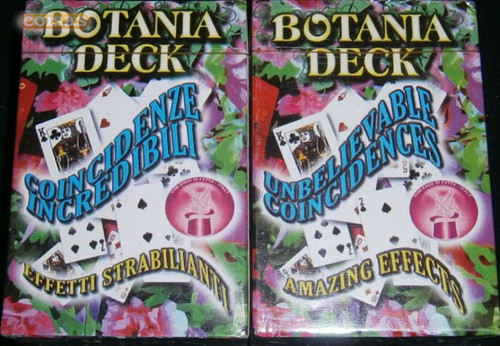 BOTANIA
DECK
COINCIDENZE
INCREDIBILI
EFFETTI STRABILIANTI
BOTANIA
DECK
UNBELIEVABLE
COINCIDENCES
AMAZING EFFECTS